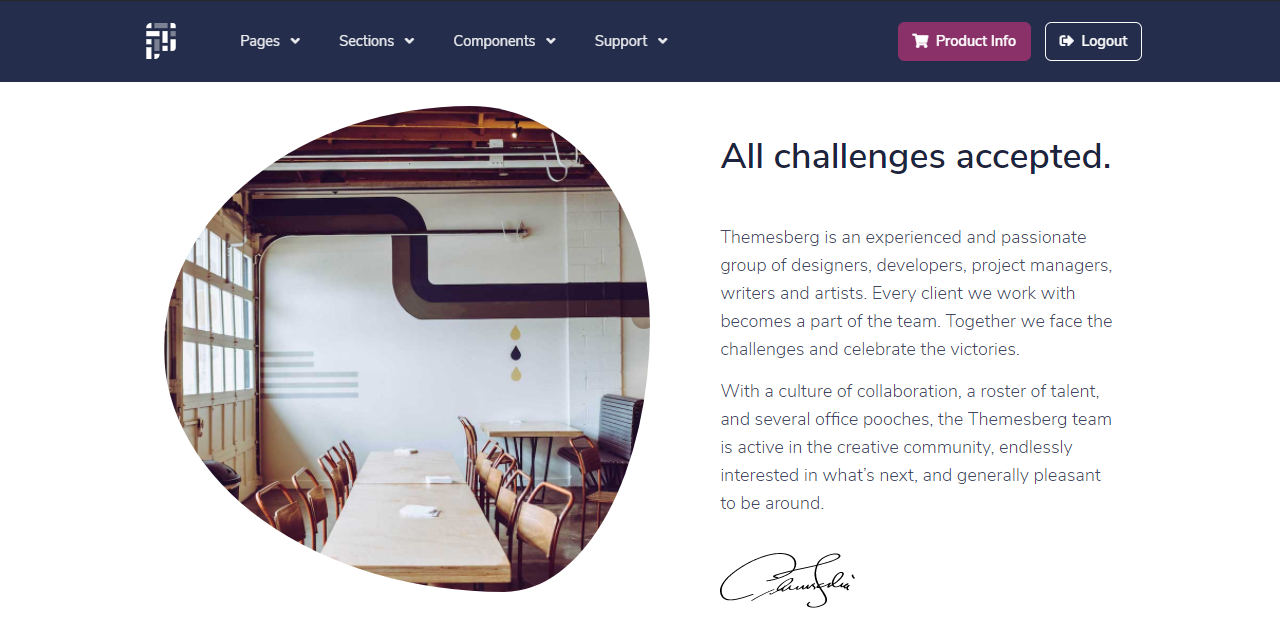 Pages Sections Components Support Product Info Logout
All challenges accepted.
Themesberg is an experienced and passionate
group of designers, developers, project managers,
writers and artists. Every client we work with
becomes a part of the team. Together we face the
challenges and celebrate the victories.
With a culture of collaboration, a roster of talent,
and several office pooches, the Themesberg team
is active in the creative community, endlessly
interested in what’s next, and generally pleasant
to be around.